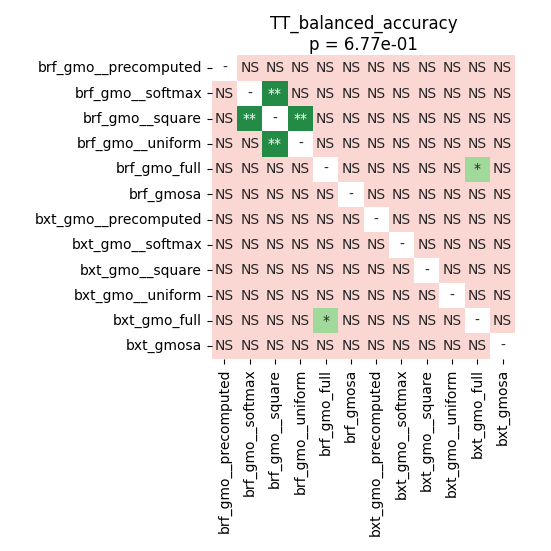 TT_balanced_accuracy
p = 6.77e-01
brf_gmo__precomputed - NS NS NS NS NS NS NS NS NS NS NS
brf_gmo__softmax NS - ** NS NS NS NS NS NS NS NS NS
brf_gmo__square NS ** - ** NS NS NS NS NS NS NS NS
brf_gmo__uniform NS NS ** - NS NS NS NS NS NS NS NS
brf_gmo_full NS NS NS NS - NS NS NS NS NS * NS
brf_gmosa NS NS NS NS NS - NS NS NS NS NS NS
bxt_gmo__precomputed NS NS NS NS NS NS - NS NS NS NS NS
bxt_gmo__softmax NS NS NS NS NS NS NS - NS NS NS NS
bxt_gmo__square NS NS NS NS NS NS NS NS - NS NS NS
bxt_gmo__uniform NS NS NS NS NS NS NS NS NS - NS NS
bxt_gmo_full NS NS NS NS * NS NS NS NS NS - NS
bxt_gmosa NS NS NS NS NS NS NS NS NS NS NS -
brf_gmo__precomputed
brf_gmo__softmax
brf_gmo__square
brf_gmo__uniform
brf_gmo_full
brf_gmosa
bxt_gmo__precomputed
bxt_gmo__softmax
bxt_gmo__square
bxt_gmo__uniform
bxt_gmo_full
bxt_gmosa